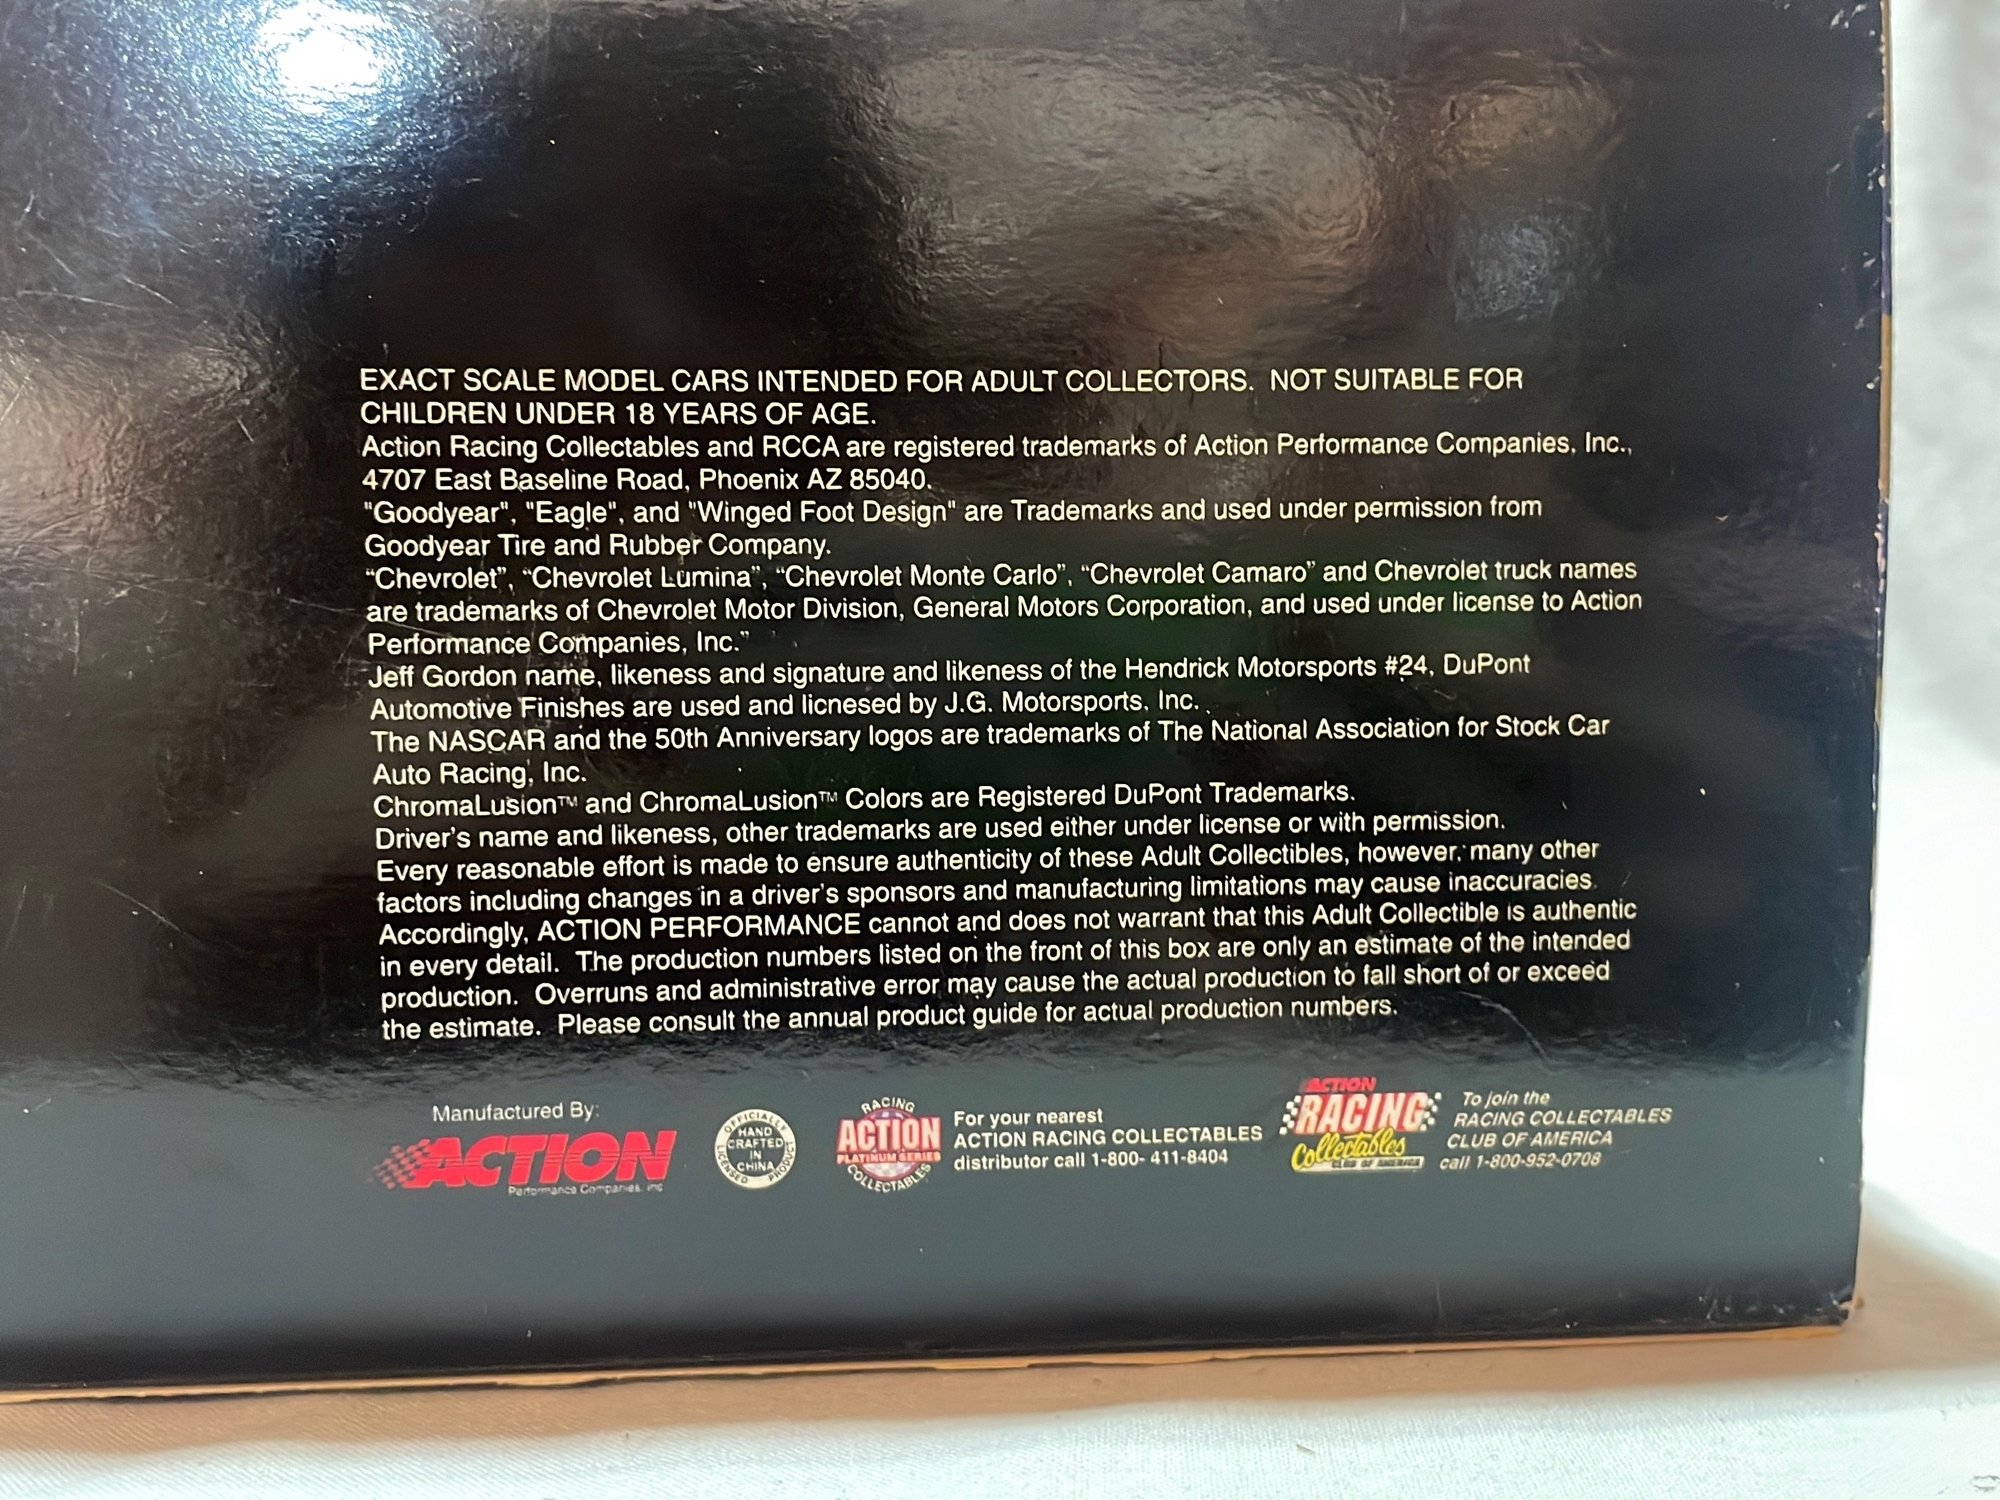 EXACT SCALE MODEL CARS INTENDED FOR ADULT COLLECTORS. NOT SUITABLE FOR
CHILDREN UNDER 18 YEARS OF AGE.
Action Racing Collectables and RCCA are registered trademarks of Action Performance Companies, Inc.,
4707 East Baseline Road, Phoenix AZ 85040.
"Goodyear", "Eagle", and "Winged Foot Design" are Trademarks and used under permission from
Goodyear Tire and Rubber Company.
“Chevrolet”, “Chevrolet Lumina”, “Chevrolet Monte Carlo”, “Chevrolet Camaro” and Chevrolet truck names
are trademarks of Chevrolet Motor Division, General Motors Corporation, and used under license to Action
Performance Companies, Inc.”
Jeff Gordon name, likeness and signature and likeness of the Hendrick Motorsports #24, DuPont
Automotive Finishes are used and licnesed by J.G. Motorsports, Inc.
The NASCAR and the 50th Anniversary logos are trademarks of The National Association for Stock Car
Auto Racing, Inc.
ChromaLusion™ and ChromaLusion™ Colors are Registered DuPont Trademarks.
Driver's name and likeness, other trademarks are used either under license or with permission.
Every reasonable effort is made to ensure authenticity of these Adult Collectibles, however, many other
factors including changes in a driver's sponsors and manufacturing limitations may cause inaccuracies.
Accordingly, ACTION PERFORMANCE cannot and does not warrant that this Adult Collectible is authentic
in every detail. The production numbers listed on the front of this box are only an estimate of the intended
production. Overruns and administrative error may cause the actual production to fall short of or exceed
the estimate. Please consult the annual product guide for actual production numbers.
Manufactured By:
ACTION
Performance Companies, Inc
OFFICIALLY LICENSED PRODUCT
HAND
CRAFTED
IN
CHINA
RACING
ACTION
PLATINUM SERIES
COLLECTABLES
For your nearest
ACTION RACING COLLECTABLES
distributor call 1-800- 411-8404
ACTION
RACING
Collectables
CLUB OF AMERICA
To join the
RACING COLLECTABLES
CLUB OF AMERICA
call 1-800-952-0708